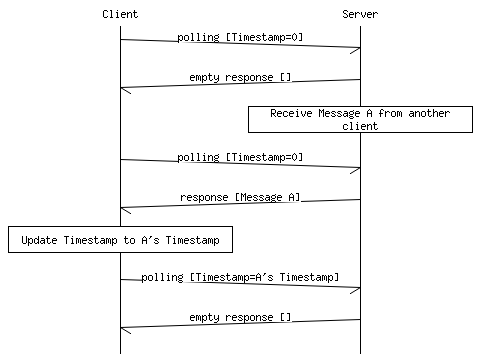 Client Server
polling [Timestamp=0]
empty response []
Receive Message A from another
client
polling [Timestamp=0]
response [Message A]
Update Timestamp to A's Timestamp
polling [Timestamp=A's Timestamp]
empty response []